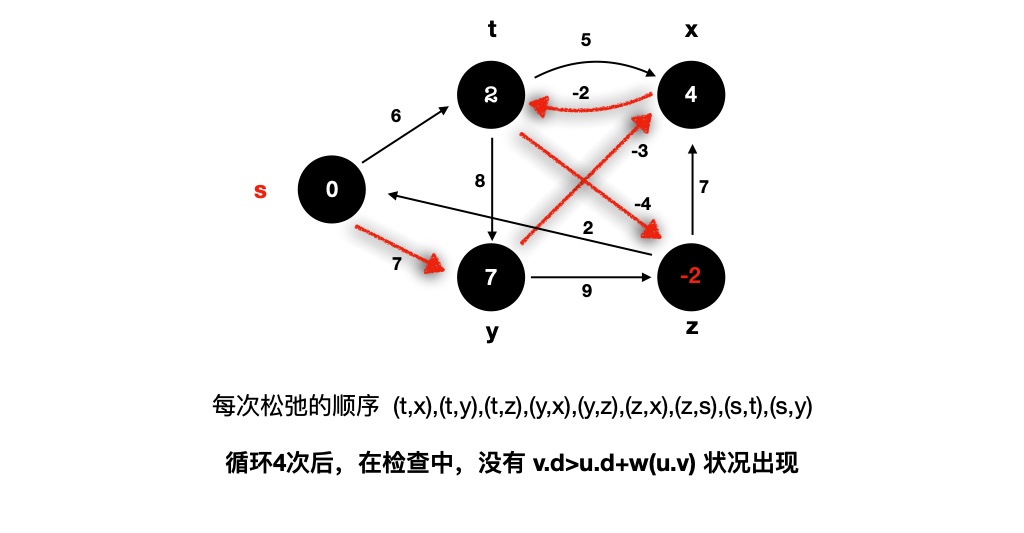 t
x
5
2
-2
4
6
-3
s
0
8
7
-4
2
7
7
9
-2
y
z
每次松弛的顺序 (t,x),(t,y),(t,z),(y,x),(y,z),(z,x),(z,s),(s,t),(s,y)
循环4次后，在检查中，没有 v.d>u.d+w(u.v) 状况出现